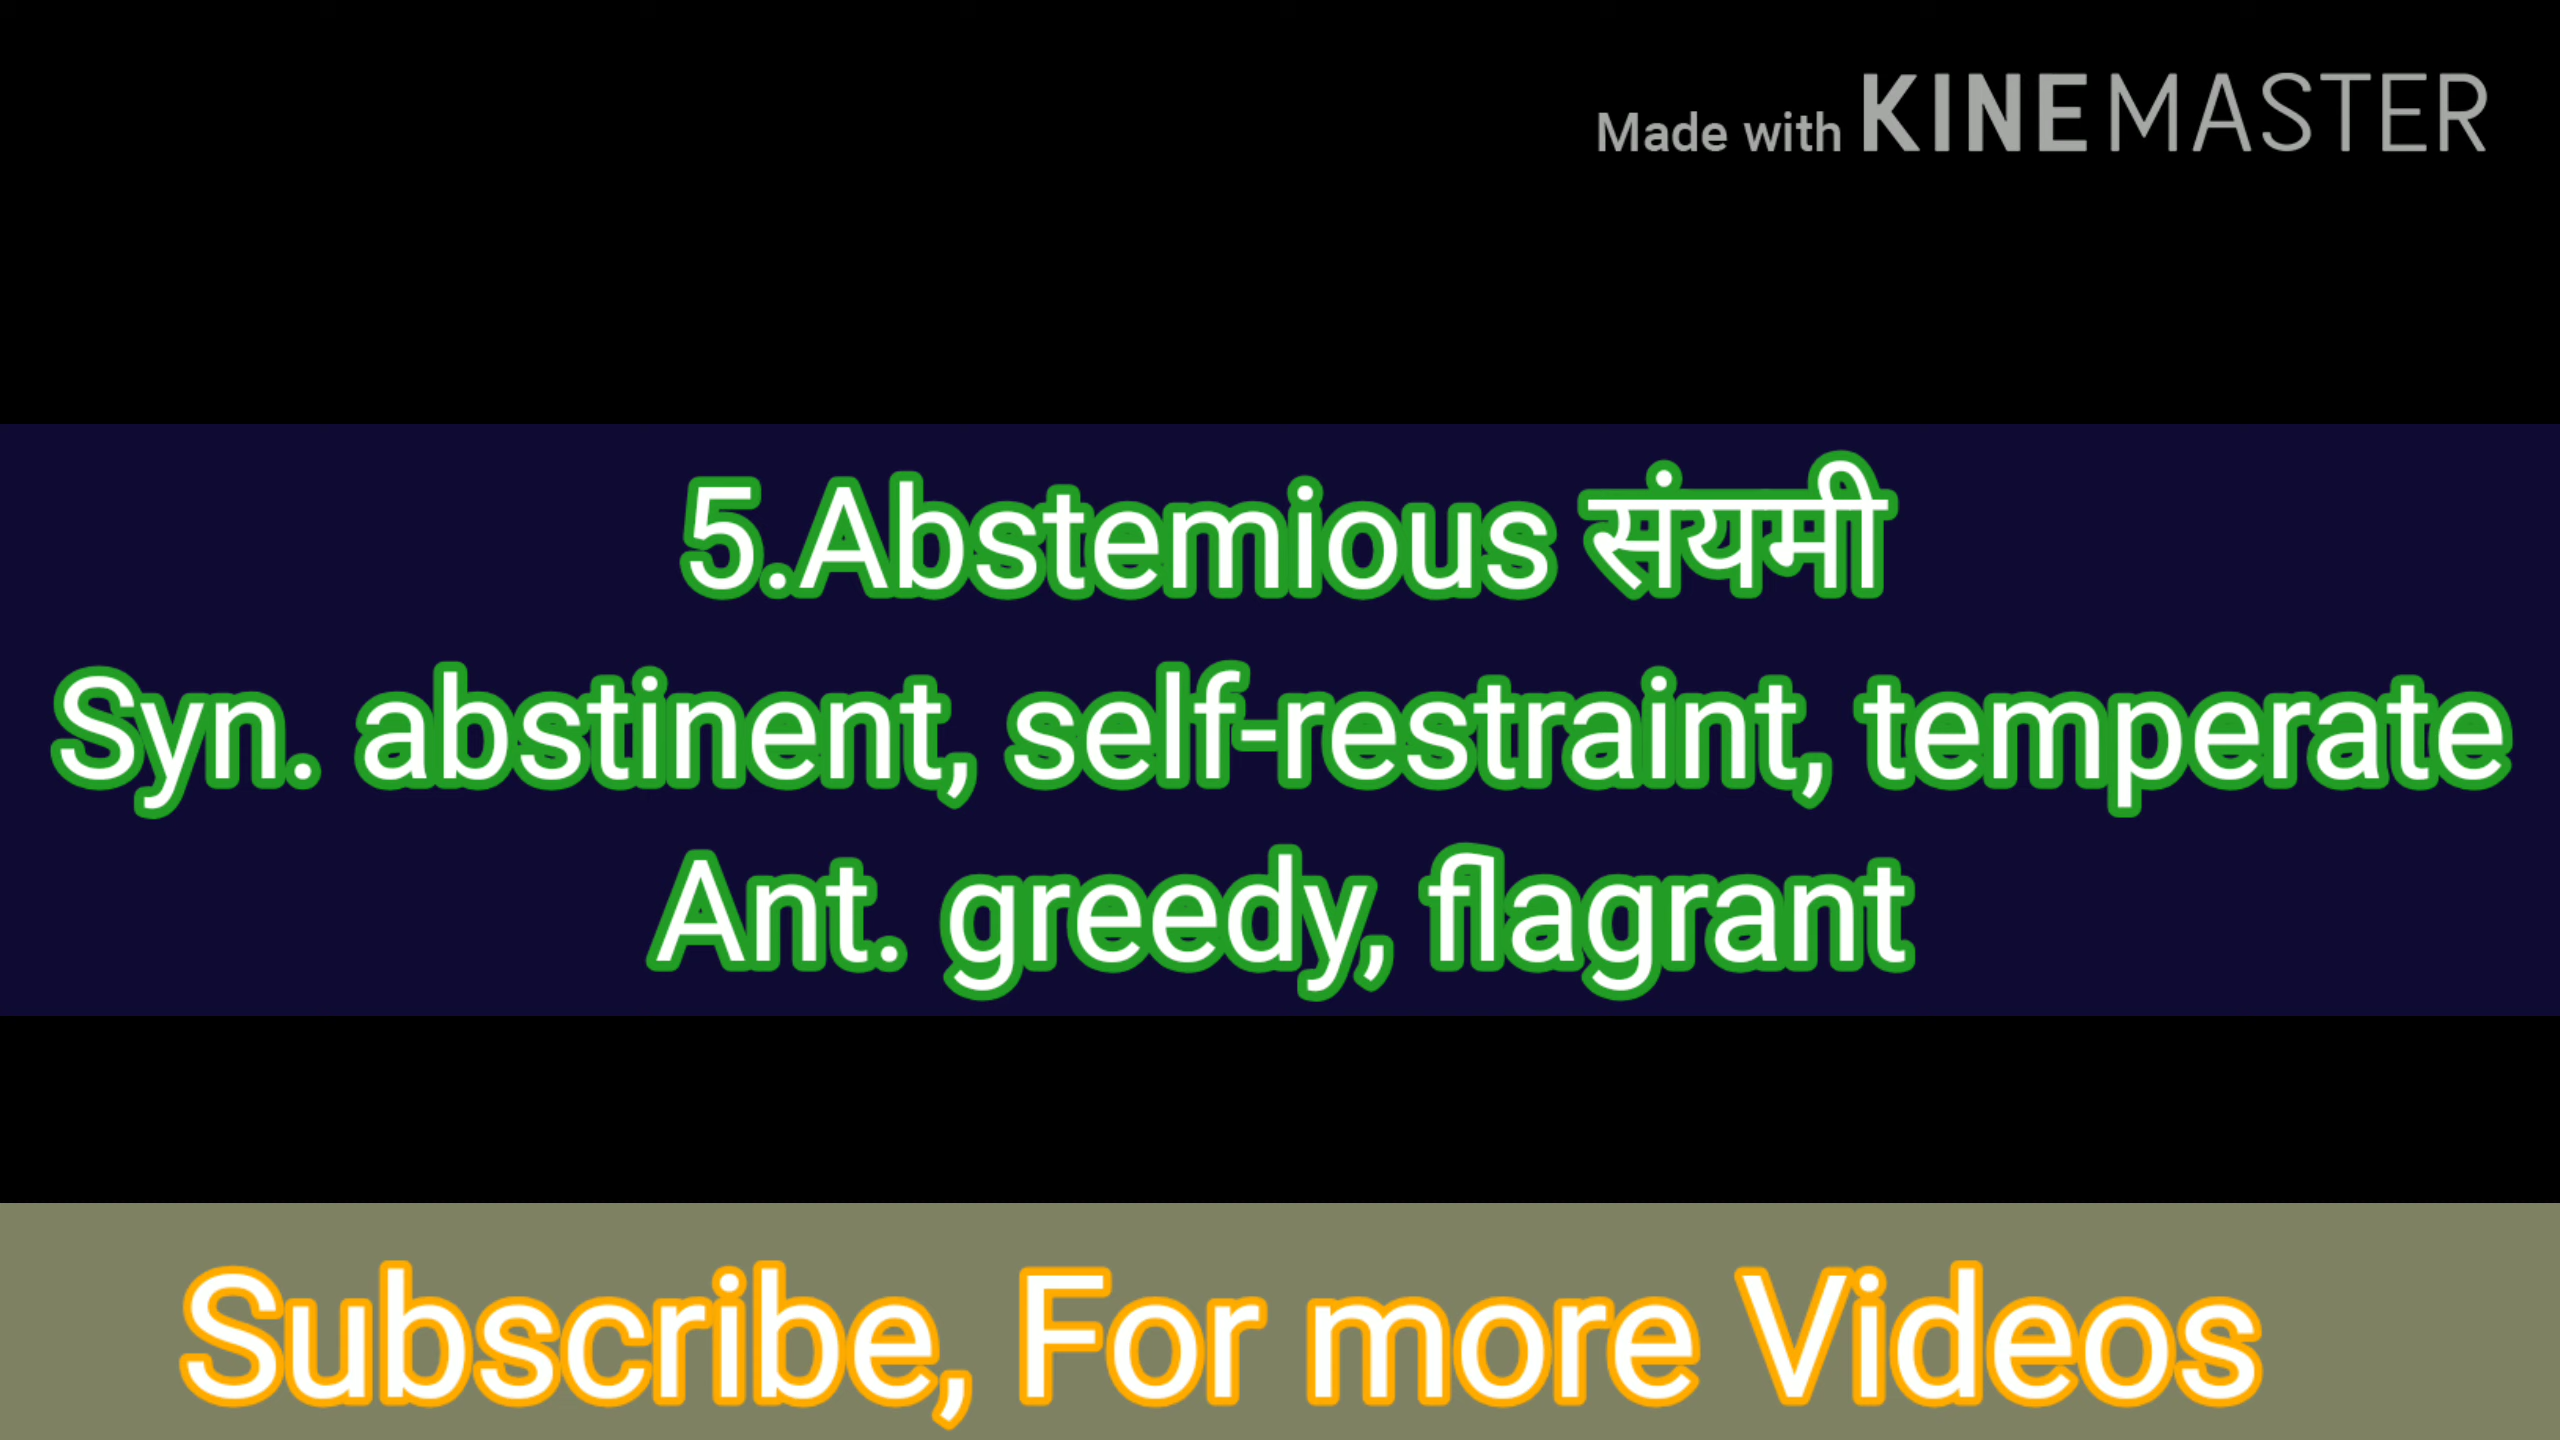 Made with KINEMASTER
5.Abstemious संयमी
Syn. abstinent, self-restraint, temperate
Ant. greedy, flagrant
Subscribe, For more Videos